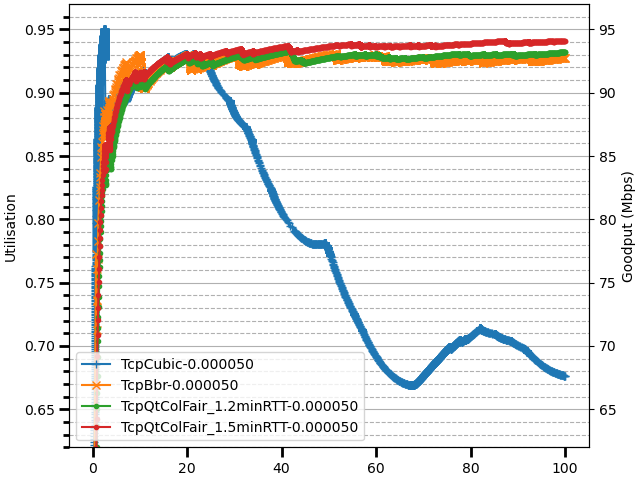 0.95
0.90
0.85
0.80
0.75
0.70
0.65
Utilisation
95
90
85
80
75
70
65
Goodput (Mbps)
TcpCubic-0.000050
TcpBbr-0.000050
TcpQtColFair_1.2minRTT-0.000050
TcpQtColFair_1.5minRTT-0.000050
0 20 40 60 80 100